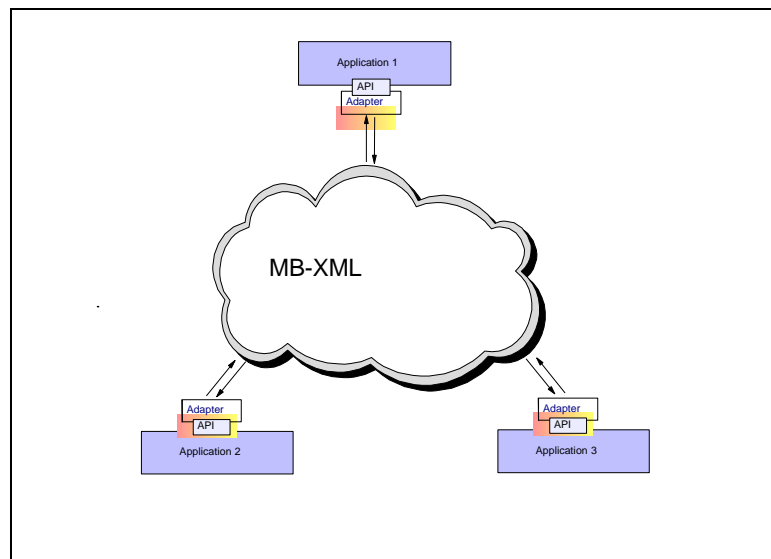 Application 1
API
Adapter
MB-XML
Adapter
API
Application 2
Adapter
API
Application 3